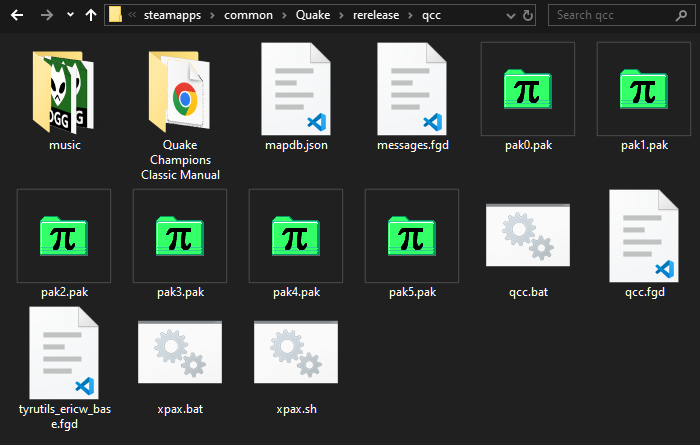 steamapps > common > Quake > rerelease > qcc
Search qcc
OGG
music
Quake
Champions
Classic Manual
mapdb.json
messages.fgd
π
pak0.pak
π
pak1.pak
π
pak2.pak
π
pak3.pak
π
pak4.pak
π
pak5.pak
qcc.bat
qcc.fgd
tyrutils_ericw_bas
e.fgd
xpax.bat
xpax.sh